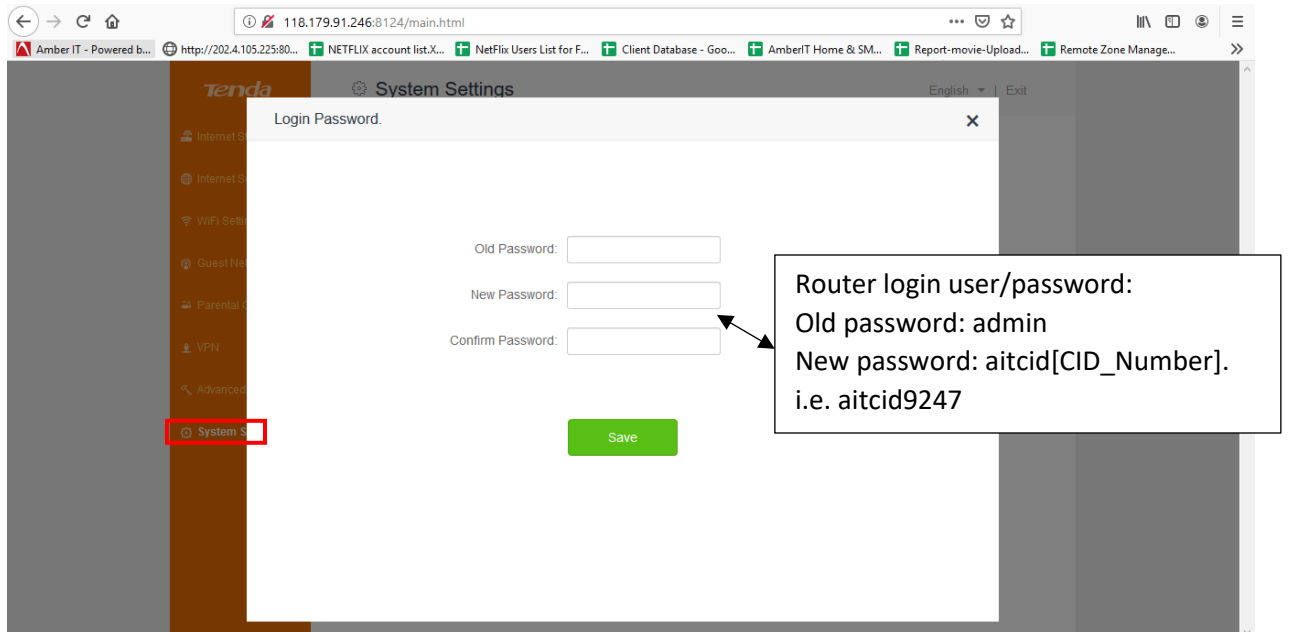 118.179.91.246:8124/main.html
Amber IT - Powered b... http://202.4.105.225:80... NETFLIX account list.X... NetFlix Users List for F... Client Database - Goo... AmberIT Home & SM... Report-movie-Upload... Remote Zone Manage...
Tenda
System Settings
English | Exit
Login Password.
Internet S
Internet S
WiFi Setti
Guest Net
Parental C
VPN
Advanced
System S
Old Password:
New Password:
Confirm Password:
Save
Router login user/password:
Old password: admin
New password: aitcid[CID_Number].
i.e. aitcid9247